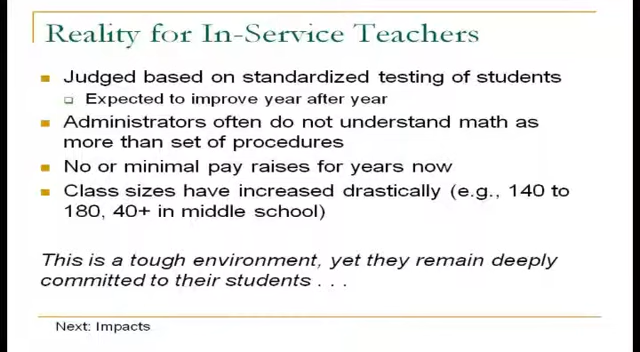 Reality for In-Service Teachers
Judged based on standardized testing of students
Expected to improve year after year
Administrators often do not understand math as
more than set of procedures
No or minimal pay raises for years now
Class sizes have increased drastically (e.g., 140 to
180, 40+ in middle school)
This is a tough environment, yet they remain deeply
committed to their students . . .
Next: Impacts